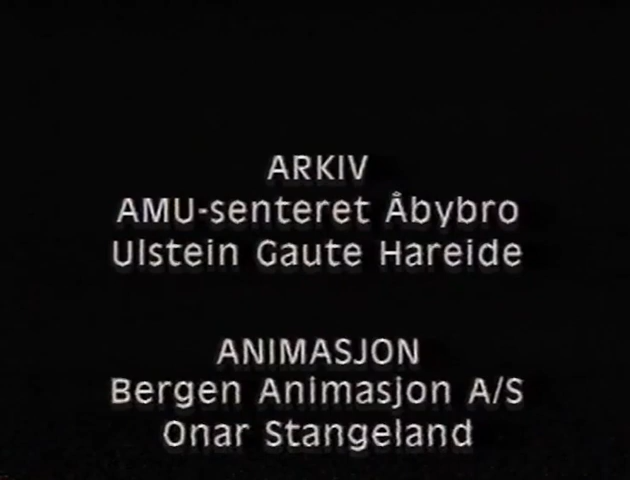 ARKIV
AMU-senteret Åbybro
Ulstein Gaute Hareide
ANIMASJON
Bergen Animasjon A/S
Onar Stangeland